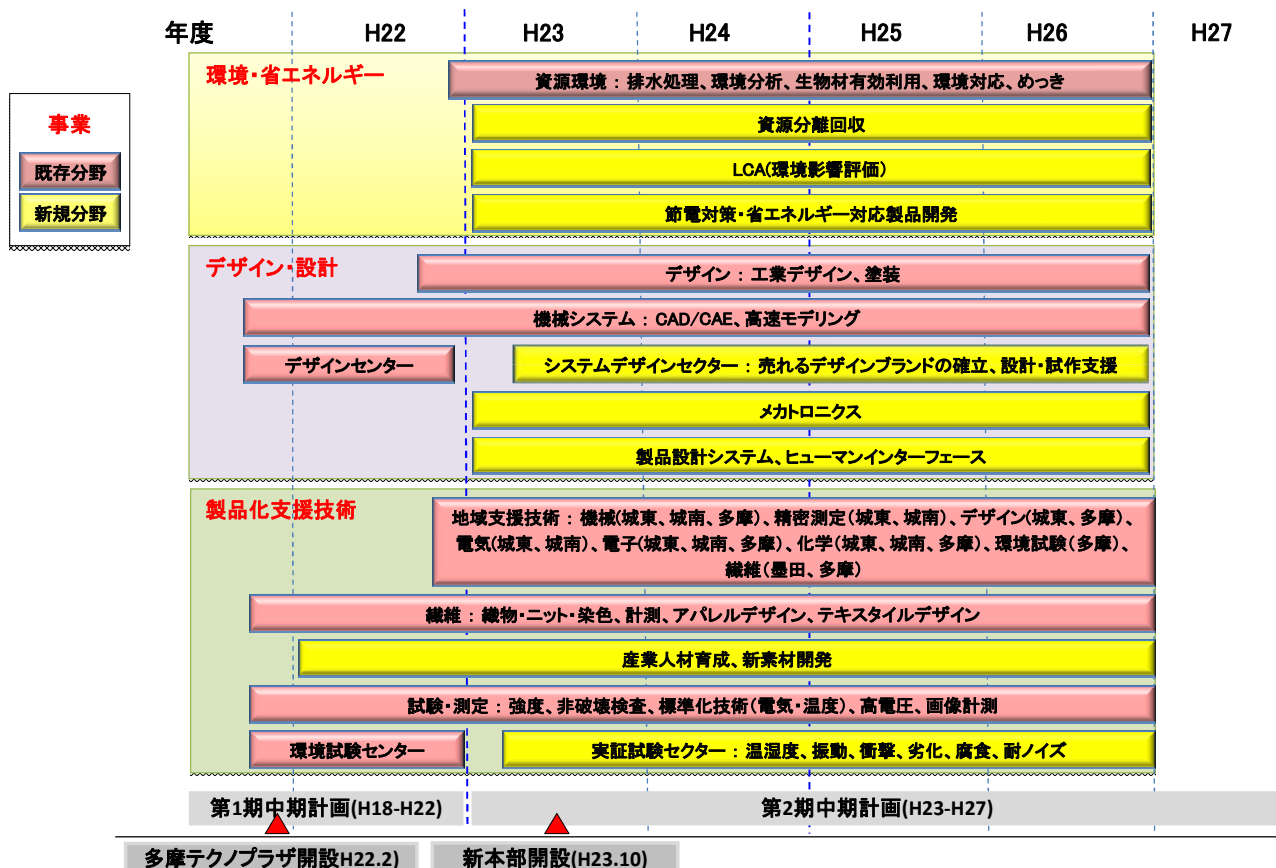 年度 H22 H23 H24 H25 H26 H27
事業
既存分野
新規分野
環境・省エネルギー
資源環境：排水処理、環境分析、生物材有効利用、環境対応、めっき
資源分離回収
LCA(環境影響評価)
節電対策・省エネルギー対応製品開発
デザイン・設計
デザイン：工業デザイン、塗装
機械システム：CAD/CAE、高速モデリング
デザインセンター
システムデザインセクター：売れるデザインブランドの確立、設計・試作支援
メカトロニクス
製品設計システム、ヒューマンインターフェース
製品化支援技術
地域支援技術：機械(城東、城南、多摩)、精密測定(城東、城南)、デザイン(城東、多摩)、
電気(城東、城南)、電子(城東、城南、多摩)、化学(城東、城南、多摩)、環境試験(多摩)、
繊維(墨田、多摩)
繊維：織物・ニット・染色、計測、アパレルデザイン、テキスタイルデザイン
産業人材育成、新素材開発
試験・測定：強度、非破壊検査、標準化技術(電気・温度)、高電圧、画像計測
環境試験センター
実証試験セクター：温湿度、振動、衝撃、劣化、腐食、耐ノイズ
第1期中期計画(H18-H22)
第2期中期計画(H23-H27)
多摩テクノプラザ開設H22.2)
新本部開設(H23.10)